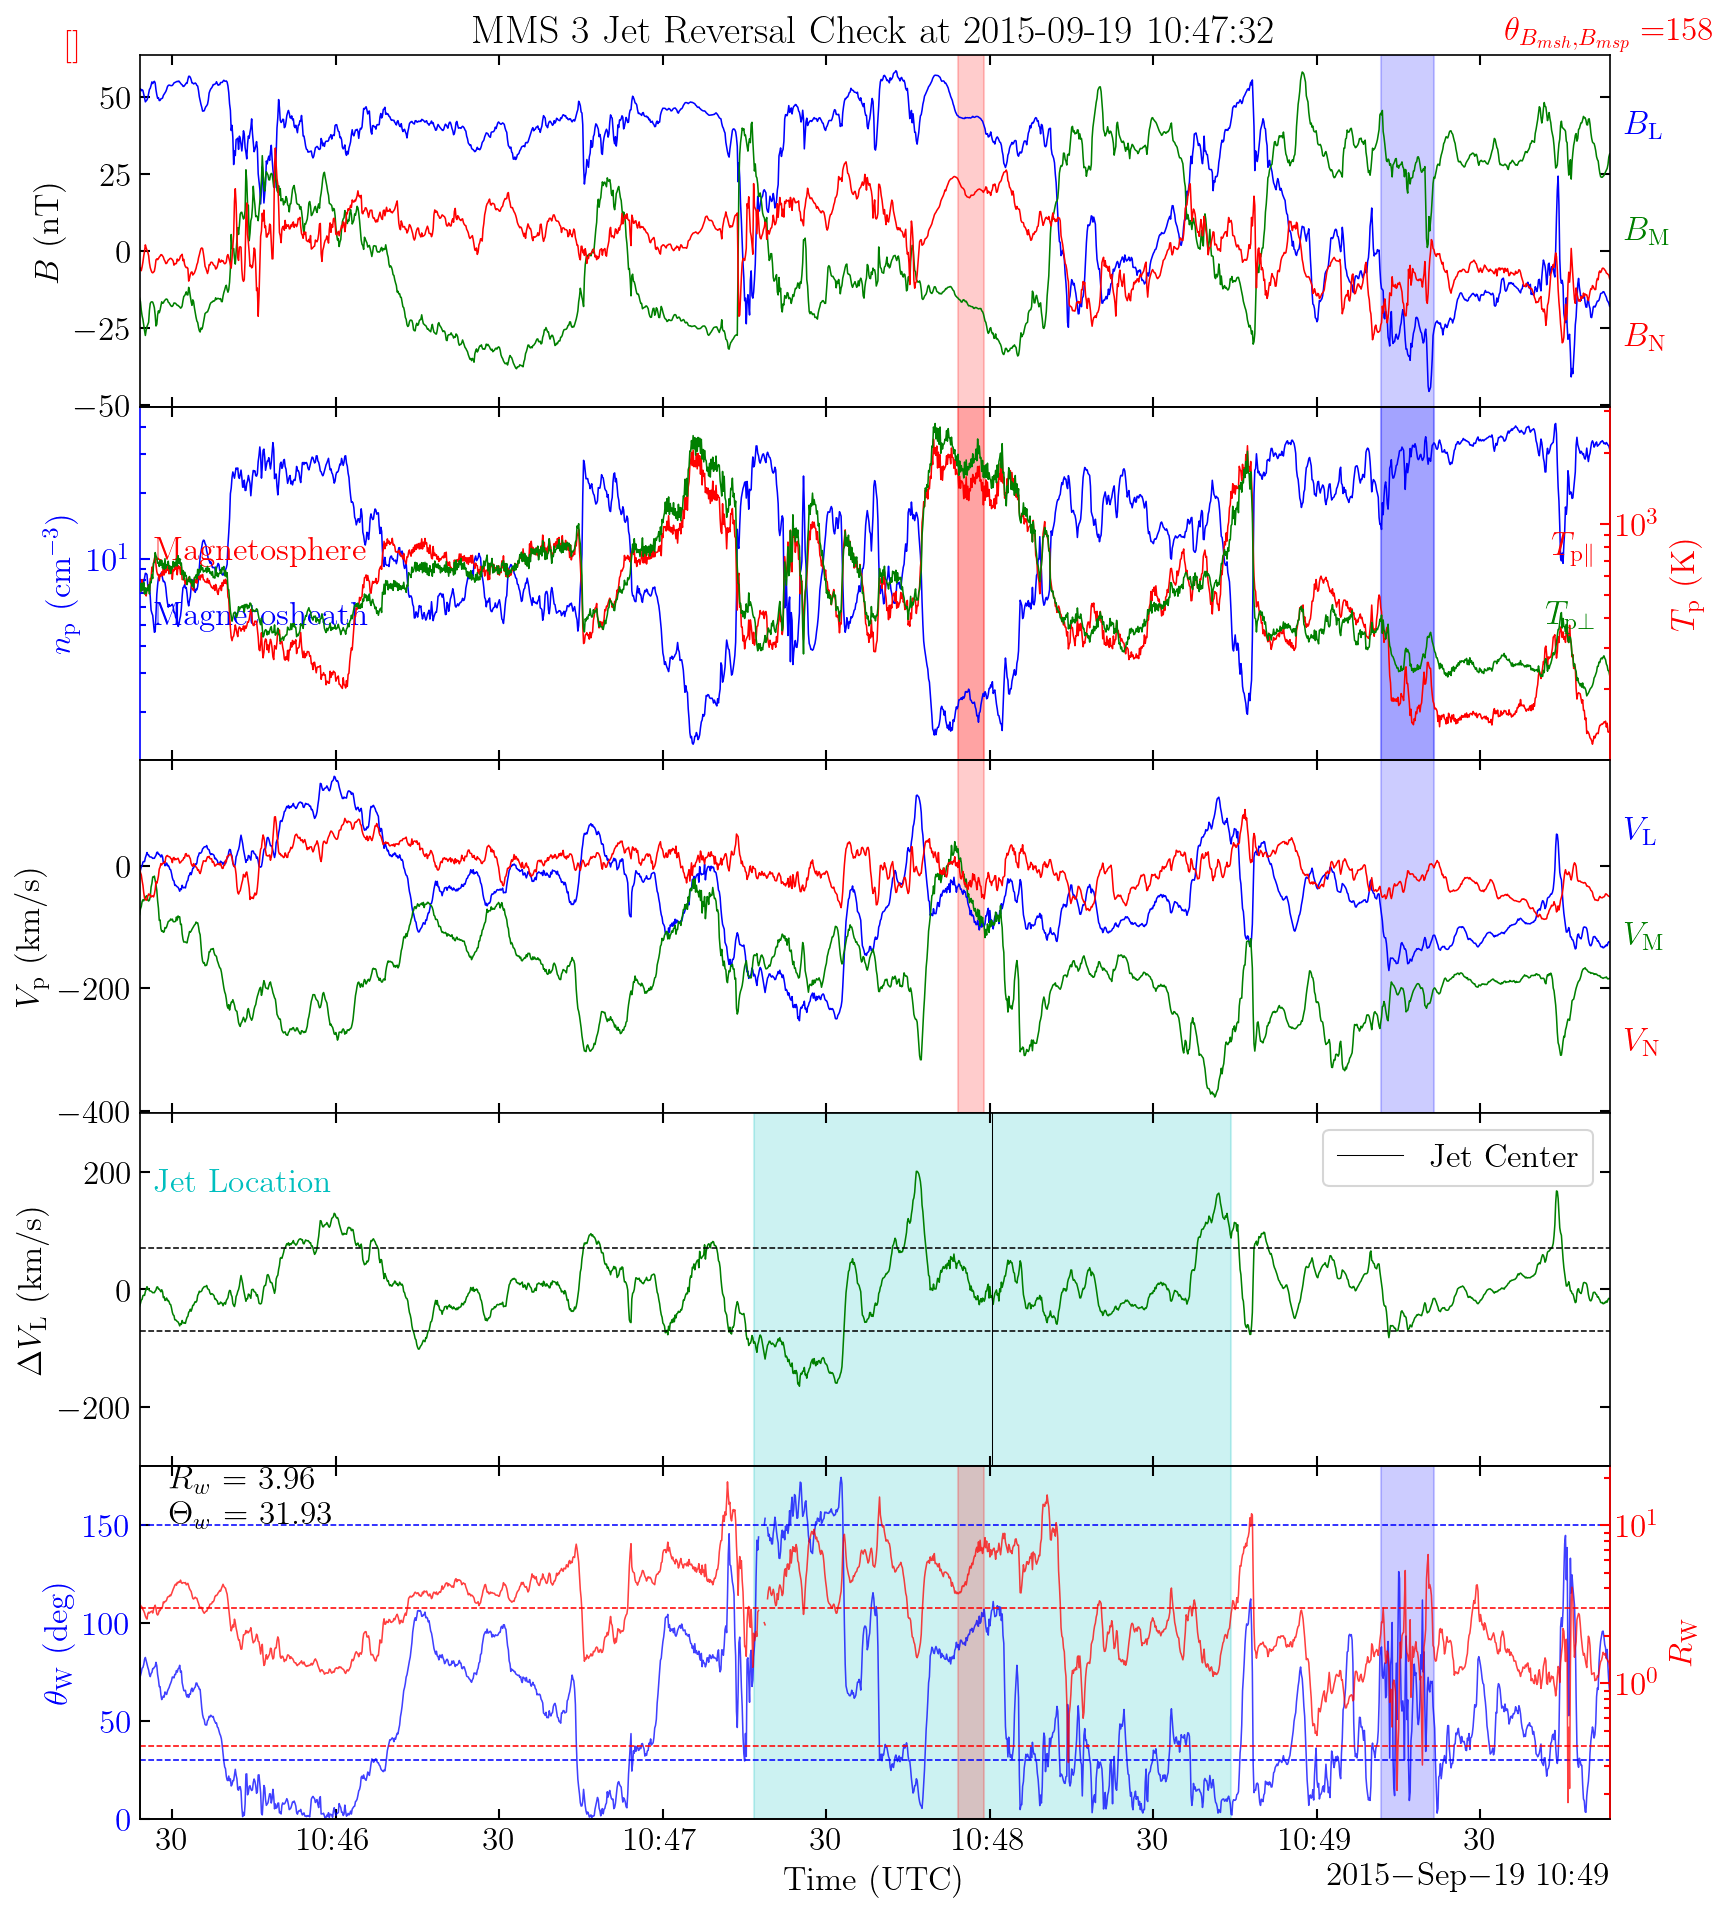 MMS 3 Jet Reversal Check at 2015-09-19 10:47:32
θ_{B_{msh},B_{msp}} =158
[]
50
25
0
−25
−50
B (nT)
B_L
B_M
B_N
10^1
n_p (cm^{−3})
Magnetosphere
Magnetosheath
10^3
T_p (K)
T_{p∥}
T_{p⊥}
0
−200
−400
V_p (km/s)
V_L
V_M
V_N
200
0
−200
ΔV_L (km/s)
Jet Location
Jet Center
R_w = 3.96
Θ_w = 31.93
150
100
50
0
θ_W (deg)
10^1
10^0
R_W
30 10:46 30 10:47 30 10:48 30 10:49 30
Time (UTC)
2015−Sep−19 10:49